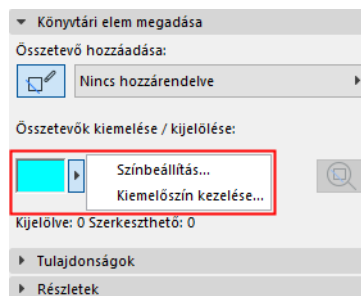 Könyvtári elem megadása
Összetevő hozzáadása:
Nincs hozzárendelve
Összetevők kiemelése / kijelölése:
Színbeállítás...
Kiemelőszín kezelése...
Kijelölve: 0 Szerkeszthető: 0
Tulajdonságok
Részletek